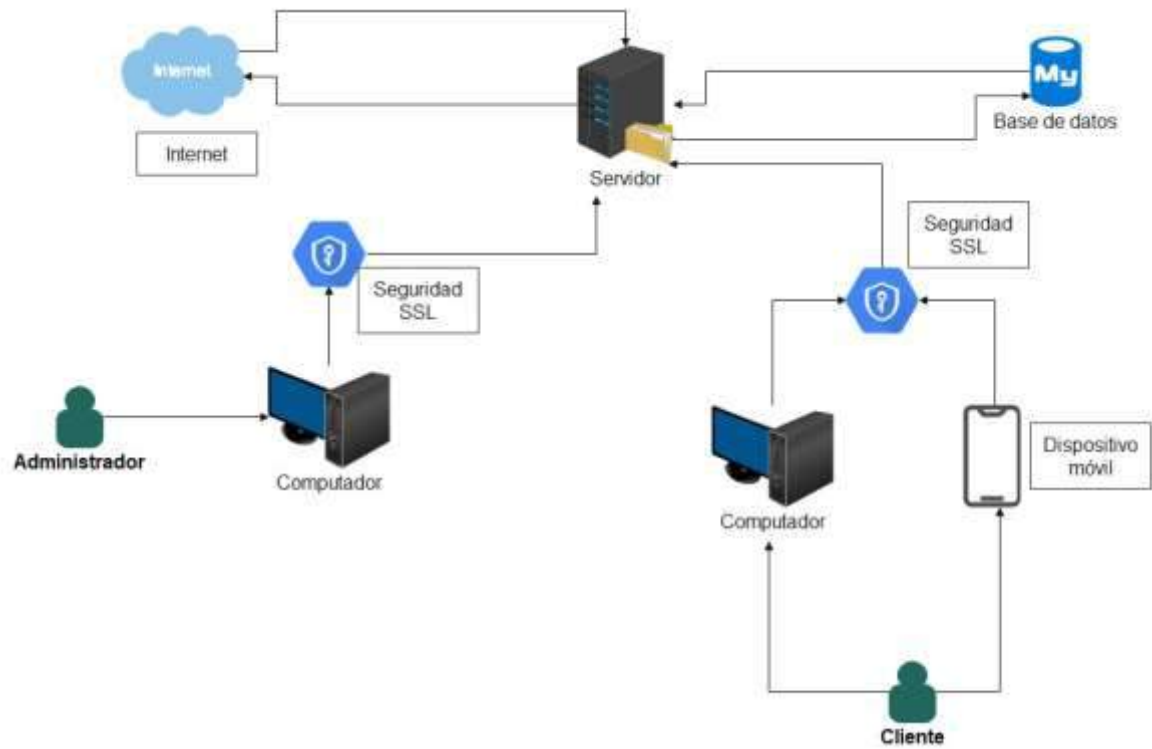 Internet
My
Base de datos
Internet
Servidor
Seguridad
SSL
Seguridad
SSL
Administrador
Computador
Dispositivo
móvil
Computador
Cliente